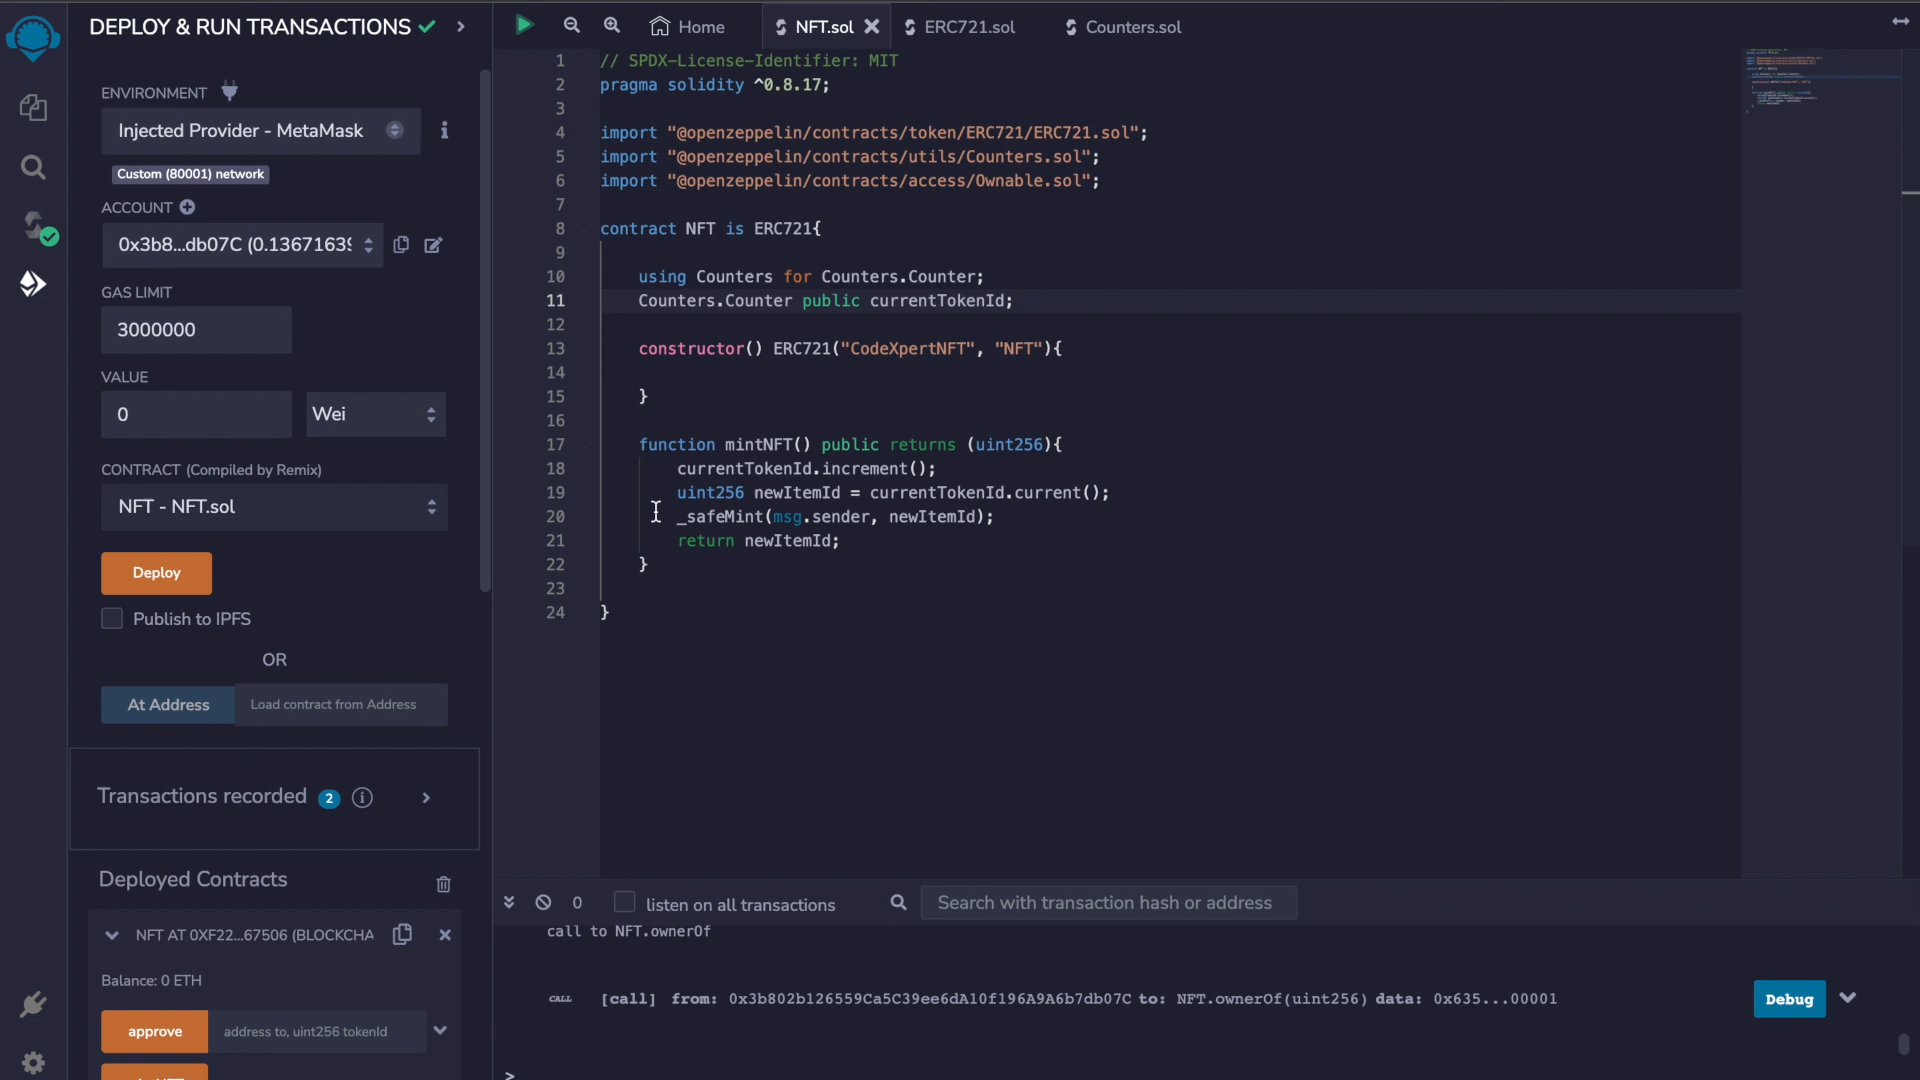 DEPLOY & RUN TRANSACTIONS
ENVIRONMENT
Injected Provider - MetaMask
Custom (80001) network
ACCOUNT
0x3b8...db07C (0.13671639
GAS LIMIT
3000000
VALUE
0
Wei
CONTRACT (Compiled by Remix)
NFT - NFT.sol
Deploy
Publish to IPFS
OR
At Address
Load contract from Address
Transactions recorded 2
Deployed Contracts
NFT AT 0XF22...67506 (BLOCKCHA
Balance: 0 ETH
approve
address to, uint256 tokenId
Home
NFT.sol
ERC721.sol
Counters.sol
1 // SPDX-License-Identifier: MIT
2 pragma solidity ^0.8.17;
3
4 import "@openzeppelin/contracts/token/ERC721/ERC721.sol";
5 import "@openzeppelin/contracts/utils/Counters.sol";
6 import "@openzeppelin/contracts/access/Ownable.sol";
7
8 contract NFT is ERC721{
9
10 using Counters for Counters.Counter;
11 Counters.Counter public currentTokenId;
12
13 constructor() ERC721("CodeXpertNFT", "NFT"){
14
15 }
16
17 function mintNFT() public returns (uint256){
18 currentTokenId.increment();
19 uint256 newItemId = currentTokenId.current();
20 _safeMint(msg.sender, newItemId);
21 return newItemId;
22 }
23
24 }
0
listen on all transactions
Search with transaction hash or address
call to NFT.ownerOf
CALL [call] from: 0x3b802b126559Ca5C39ee6dA10f196A9A6b7db07C to: NFT.ownerOf(uint256) data: 0x635...00001
Debug
>